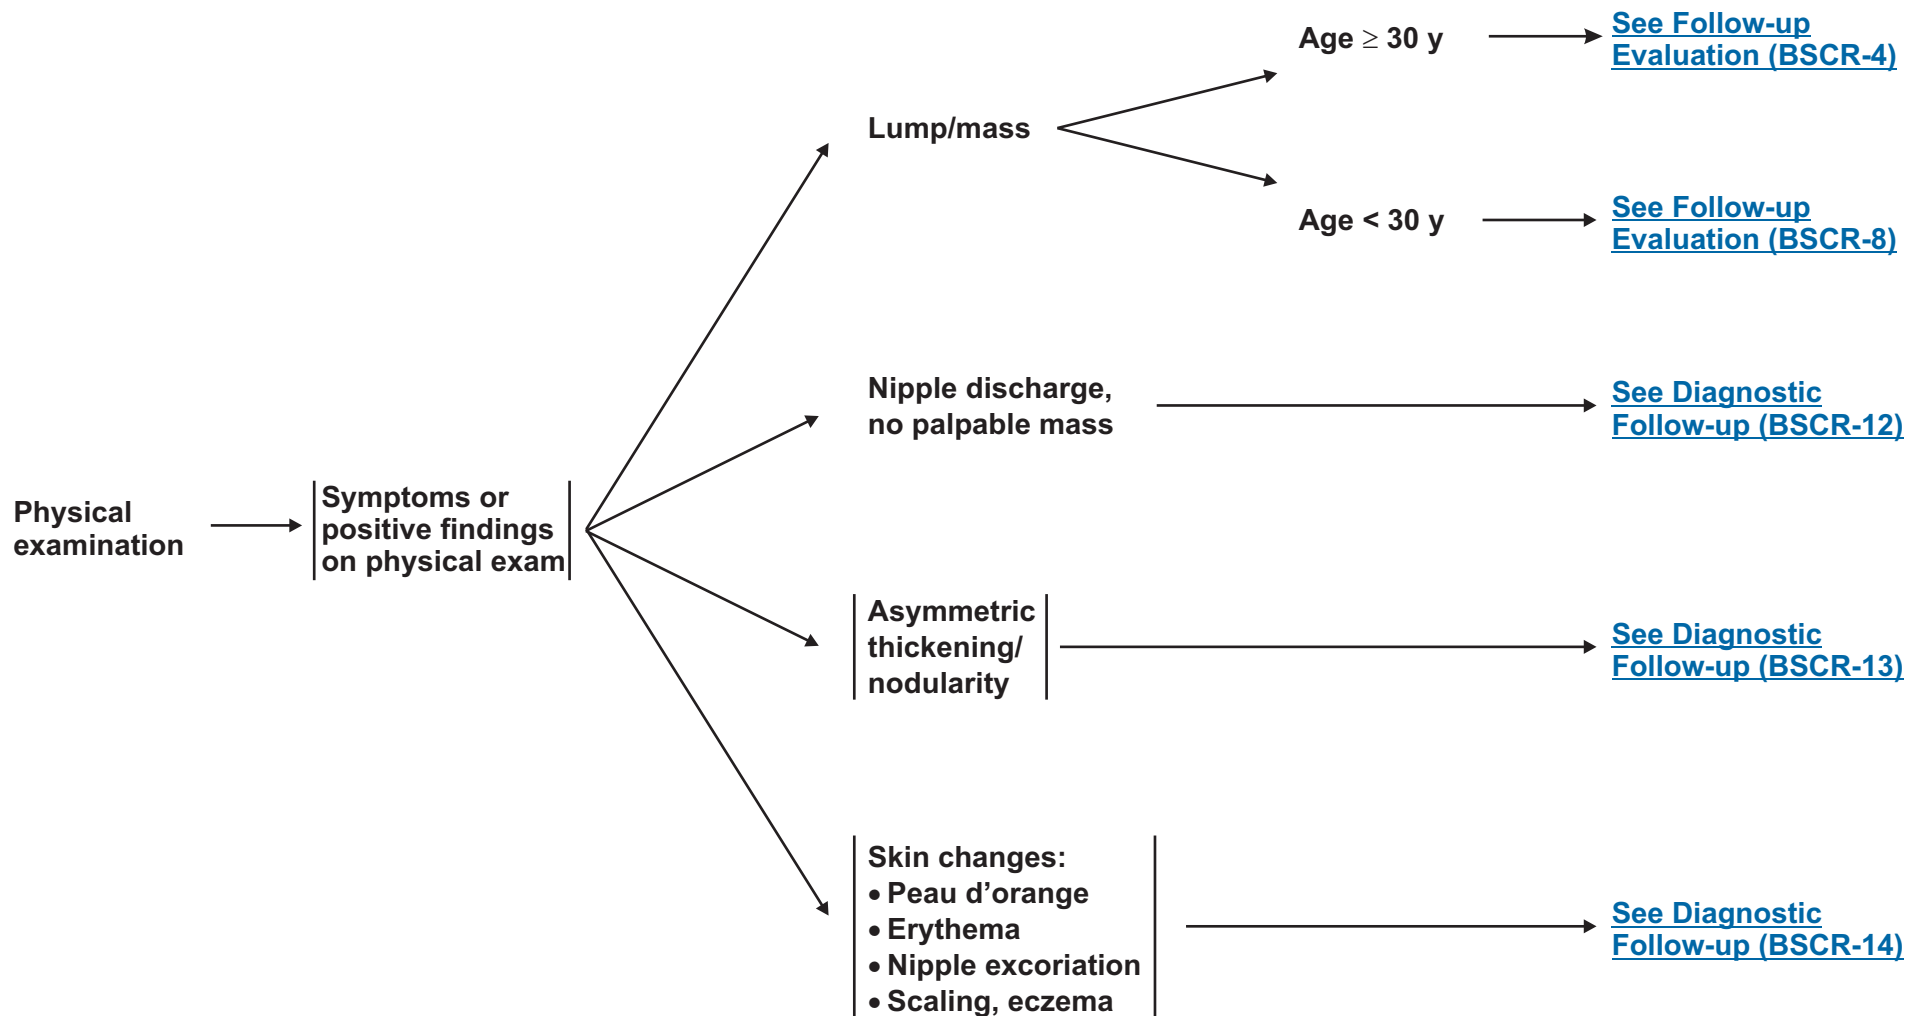 Physical
examination
Symptoms or
positive findings
on physical exam
Lump/mass
Age ≥ 30 y
See Follow-up
Evaluation (BSCR-4)
Age < 30 y
See Follow-up
Evaluation (BSCR-8)
Nipple discharge,
no palpable mass
See Diagnostic
Follow-up (BSCR-12)
Asymmetric
thickening/
nodularity
See Diagnostic
Follow-up (BSCR-13)
Skin changes:
• Peau d’orange
• Erythema
• Nipple excoriation
• Scaling, eczema
See Diagnostic
Follow-up (BSCR-14)